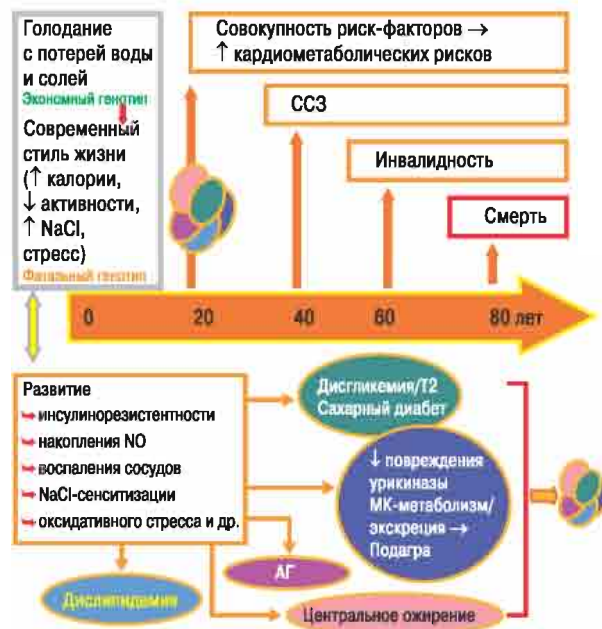 Голодание
с потерей воды
и солей
Экономный генотип
Современный
стиль жизни
(↑ калории,
↓ активности,
↑ NaCl,
стресс)
Фатальный генотип
Совокупность риск-факторов →
↑ кардиометаболических рисков
ССЗ
Инвалидность
Смерть
0 20 40 60 80 лет
Развитие
инсулинорезистентности
накопления NO
воспаления сосудов
NaCl-сенситизации
оксидативного стресса и др.
Дисгликемия/Т2
Сахарный диабет
↓ повреждения
урикиназы
МК-метаболизм/
экскреция →
Подагра
АГ
Дислипидемия
Центральное ожирение